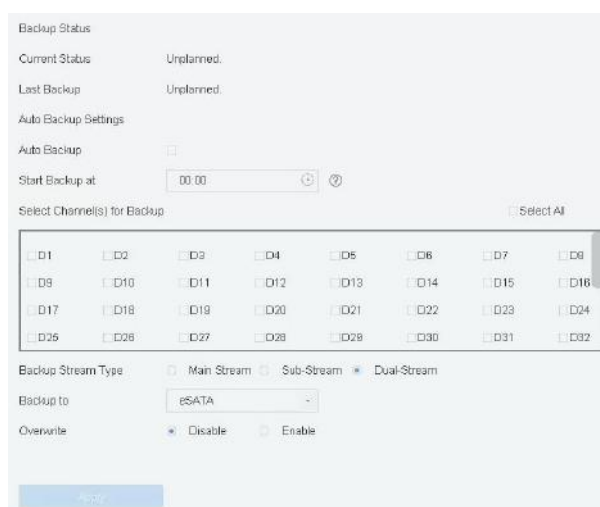 Backup Status
Current Status Unplanned.
Last Backup Unplanned.
Auto Backup Settings
Auto Backup
Start Backup at 00:00
Select Channel(s) for Backup Select All
D1 D2 D3 D4 D5 D6 D7 D8
D9 D10 D11 D12 D13 D14 D15 D16
D17 D18 D19 D20 D21 D22 D23 D24
D25 D26 D27 D28 D29 D30 D31 D32
Backup Stream Type Main Stream Sub-Stream Dual-Stream
Backup to eSATA
Overwrite Disable Enable
Apply